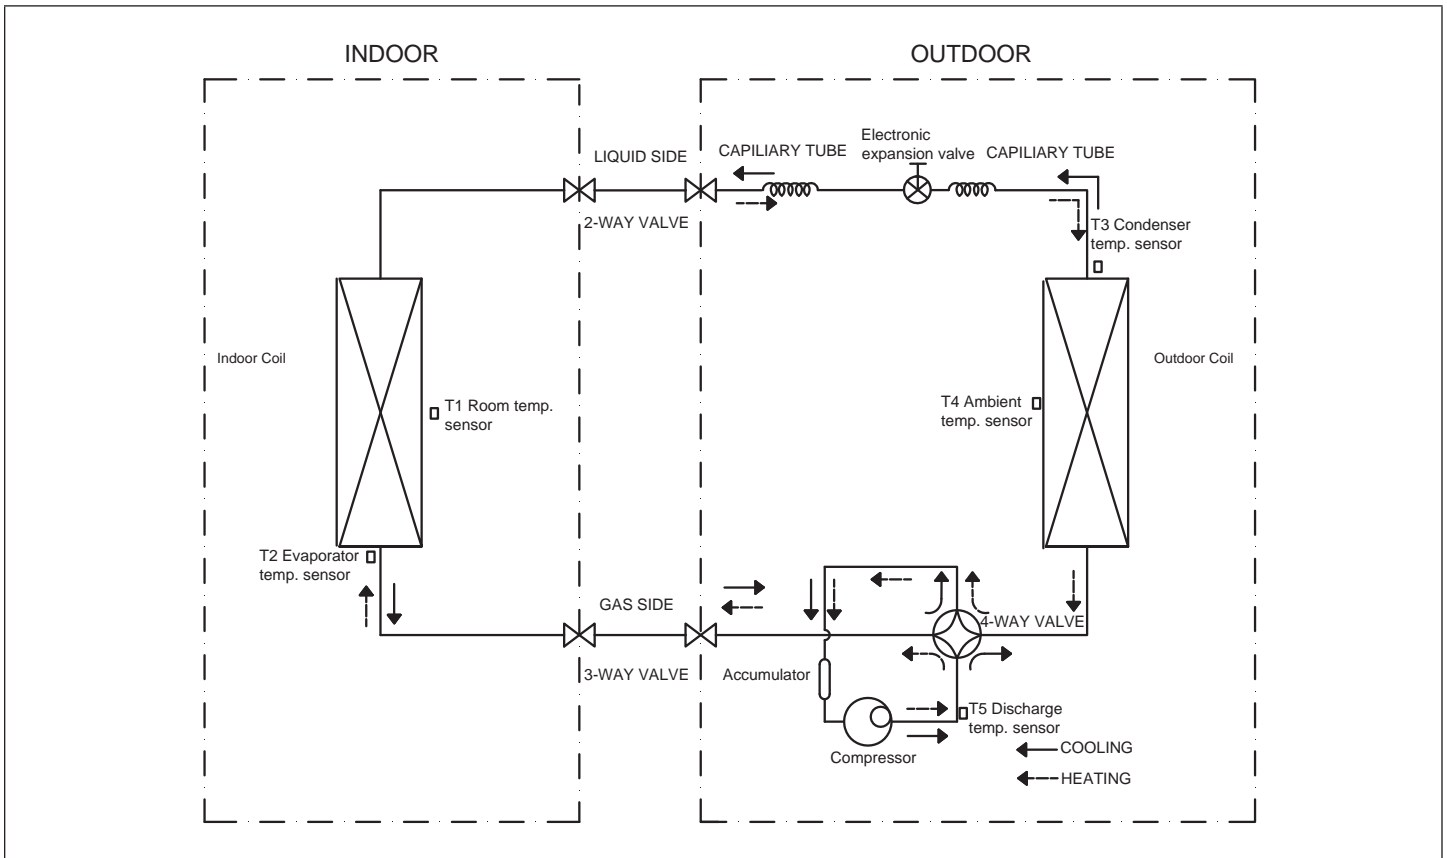 INDOOR
OUTDOOR
LIQUID SIDE
CAPILIARY TUBE
Electronic
expansion valve
CAPILIARY TUBE
2-WAY VALVE
T3 Condenser
temp. sensor
Indoor Coil
Outdoor Coil
T1 Room temp.
sensor
T4 Ambient
temp. sensor
T2 Evaporator
temp. sensor
GAS SIDE
4-WAY VALVE
3-WAY VALVE
Accumulator
T5 Discharge
temp. sensor
Compressor
COOLING
HEATING